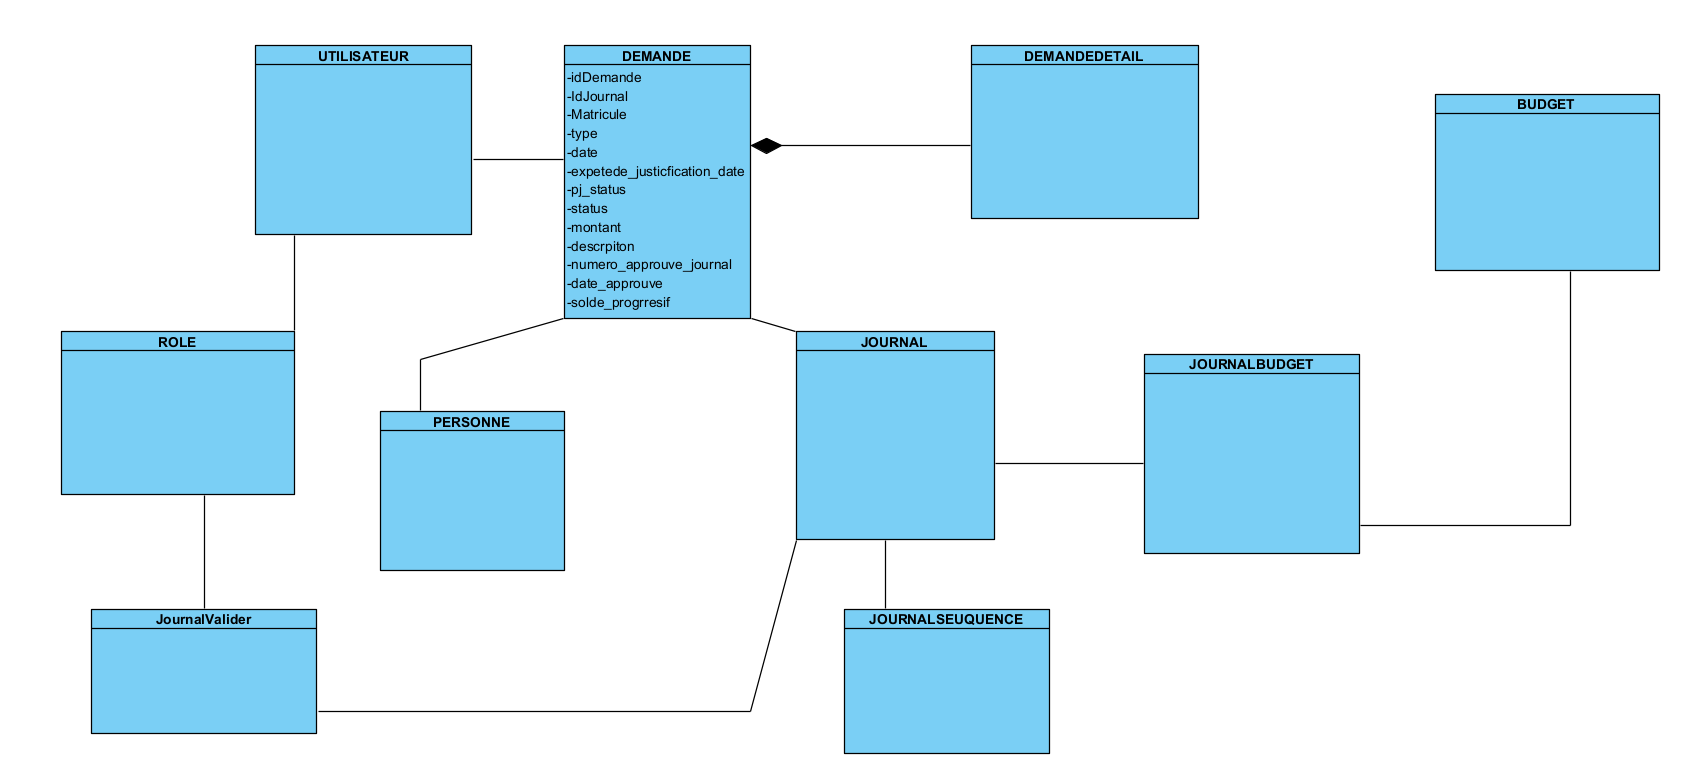 UTILISATEUR
DEMANDE
-idDemande
-IdJournal
-Matricule
-type
-date
-expetede_justicfication_date
-pj_status
-status
-montant
-descrpiton
-numero_approuve_journal
-date_approuve
-solde_progrresif
DEMANDEDETAIL
BUDGET
ROLE
PERSONNE
JOURNAL
JOURNALBUDGET
JournalValider
JOURNALSEUQUENCE